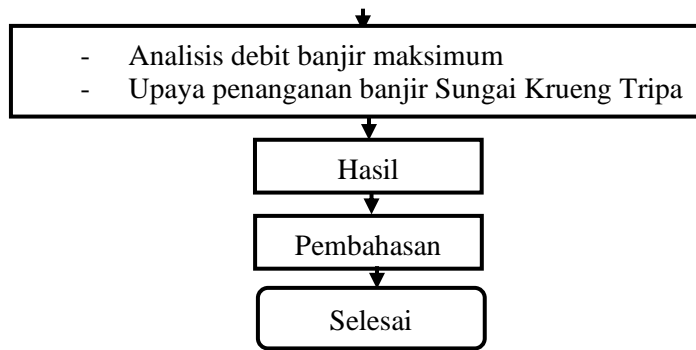 - Analisis debit banjir maksimum
- Upaya penanganan banjir Sungai Krueng Tripa
Hasil
Pembahasan
Selesai